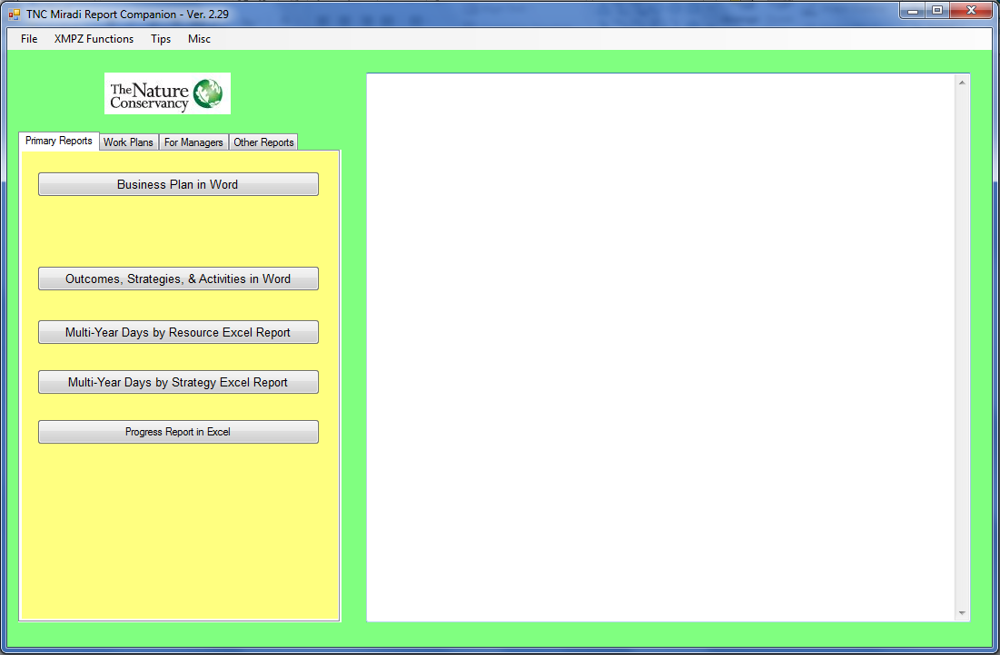 TNC Miradi Report Companion - Ver. 2.29
File XMPZ Functions Tips Misc
The Nature
Conservancy
Primary Reports Work Plans For Managers Other Reports
Business Plan in Word
Outcomes, Strategies, & Activities in Word
Multi-Year Days by Resource Excel Report
Multi-Year Days by Strategy Excel Report
Progress Report in Excel